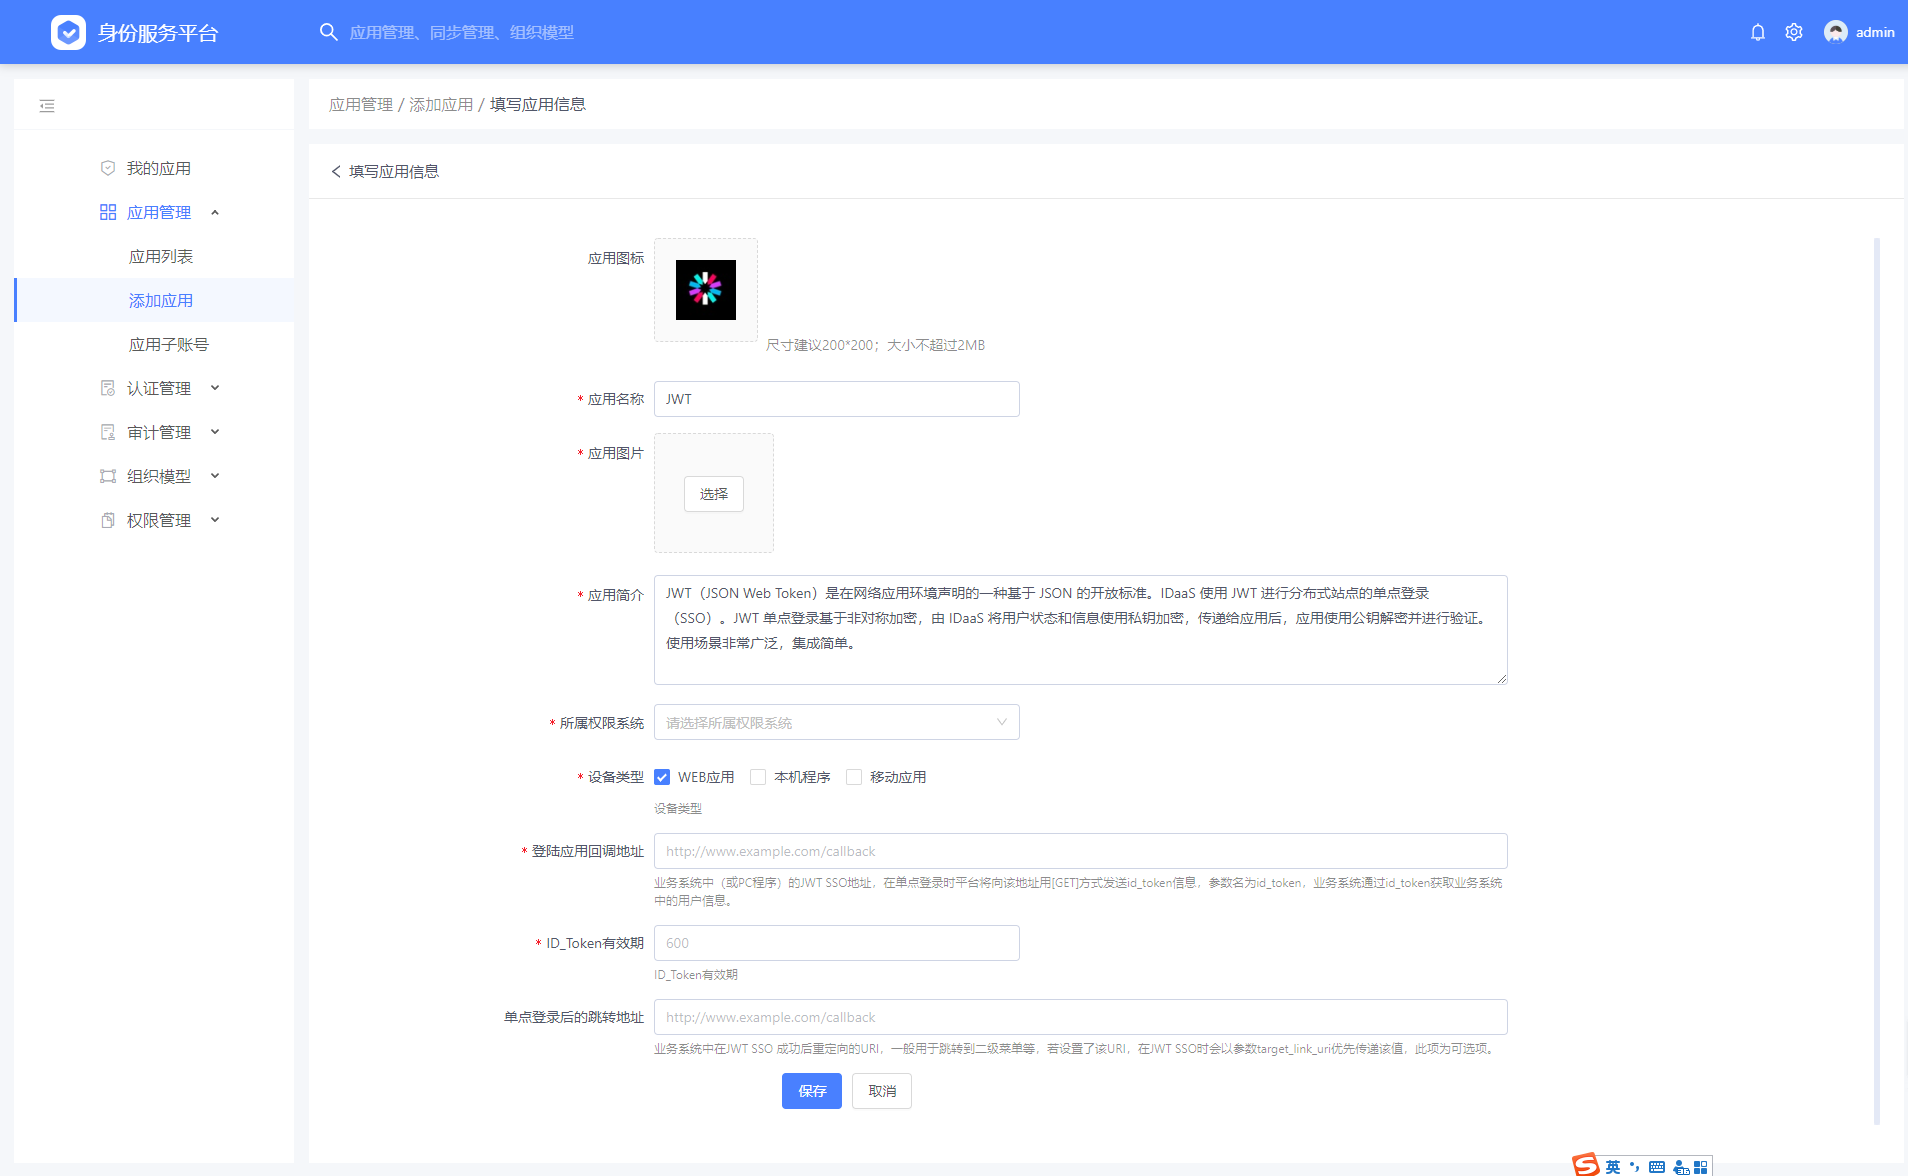 身份服务平台
应用管理、同步管理、组织模型
admin
应用管理 / 添加应用 / 填写应用信息
我的应用
应用管理
应用列表
添加应用
应用子账号
认证管理
审计管理
组织模型
权限管理
填写应用信息
应用图标
尺寸建议200*200；大小不超过2MB
* 应用名称
JWT
* 应用图片
选择
* 应用简介
JWT（JSON Web Token）是在网络应用环境声明的一种基于 JSON 的开放标准。IDaaS 使用 JWT 进行分布式站点的单点登录
（SSO）。JWT 单点登录基于非对称加密，由 IDaaS 将用户状态和信息使用私钥加密，传递给应用后，应用使用公钥解密并进行验证。
使用场景非常广泛，集成简单。
* 所属权限系统
请选择所属权限系统
* 设备类型
WEB应用 本机程序 移动应用
设备类型
* 登陆应用回调地址
http://www.example.com/callback
业务系统中（或PC程序）的JWT SSO地址，在单点登录时平台将向该地址用[GET]方式发送id_token信息，参数名为id_token，业务系统通过id_token获取业务系统
中的用户信息。
* ID_Token有效期
600
ID_Token有效期
单点登录后的跳转地址
http://www.example.com/callback
业务系统中在JWT SSO 成功后重定向的URI，一般用于跳转到二级菜单等，若设置了该URI，在JWT SSO时会以参数target_link_uri优先传递该值，此项为可选项。
保存 取消
英